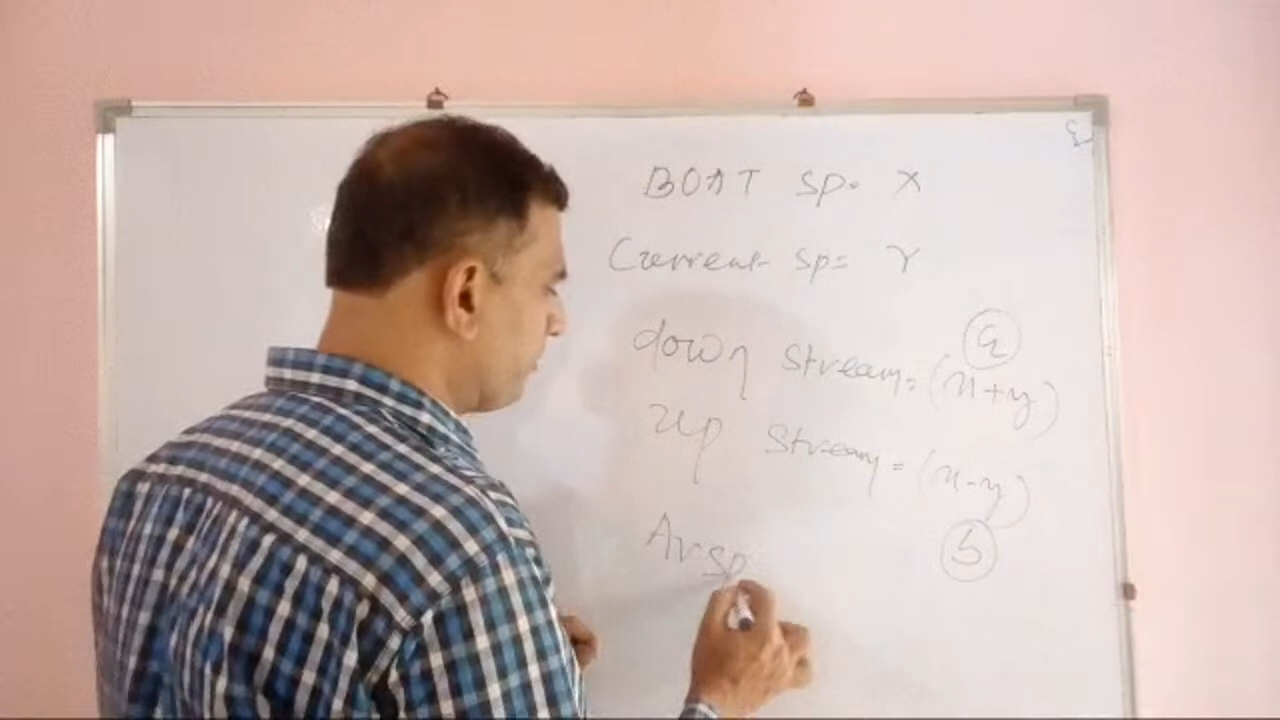 BOAT sp. X
Current sp = Y
a
down stream = (x+y)
up stream = (x-y)
b
Av sp